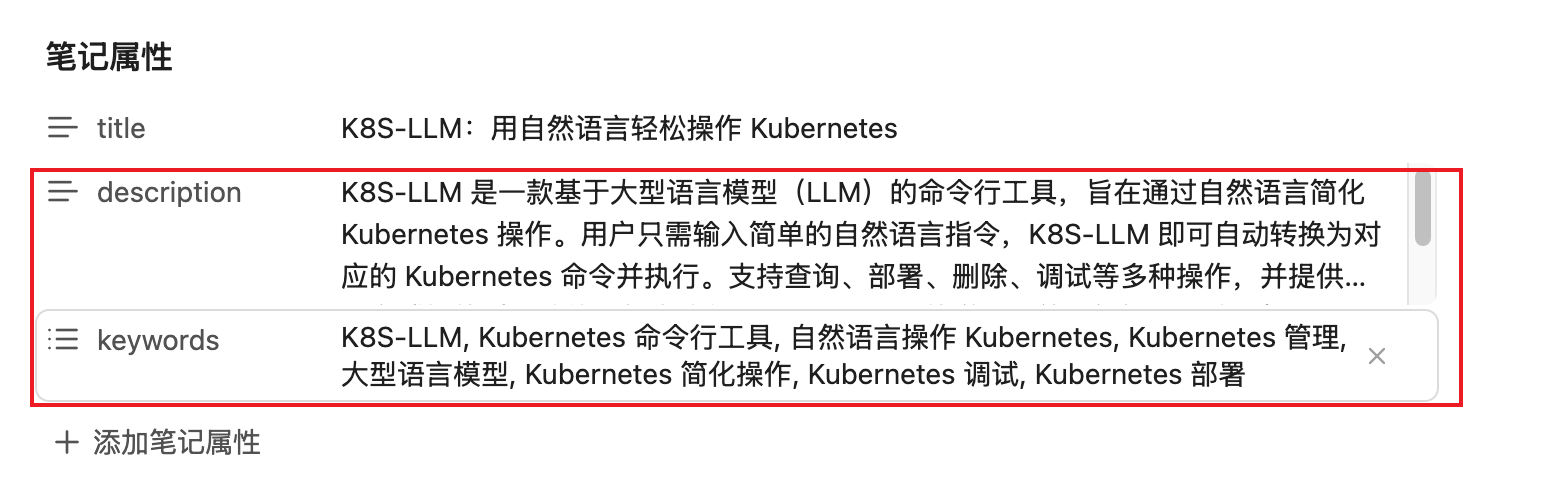 笔记属性
title K8S-LLM：用自然语言轻松操作 Kubernetes
description K8S-LLM 是一款基于大型语言模型（LLM）的命令行工具，旨在通过自然语言简化
Kubernetes 操作。用户只需输入简单的自然语言指令，K8S-LLM 即可自动转换为对
应的 Kubernetes 命令并执行。支持查询、部署、删除、调试等多种操作，并提供...
keywords K8S-LLM, Kubernetes 命令行工具, 自然语言操作 Kubernetes, Kubernetes 管理,
大型语言模型, Kubernetes 简化操作, Kubernetes 调试, Kubernetes 部署
添加笔记属性